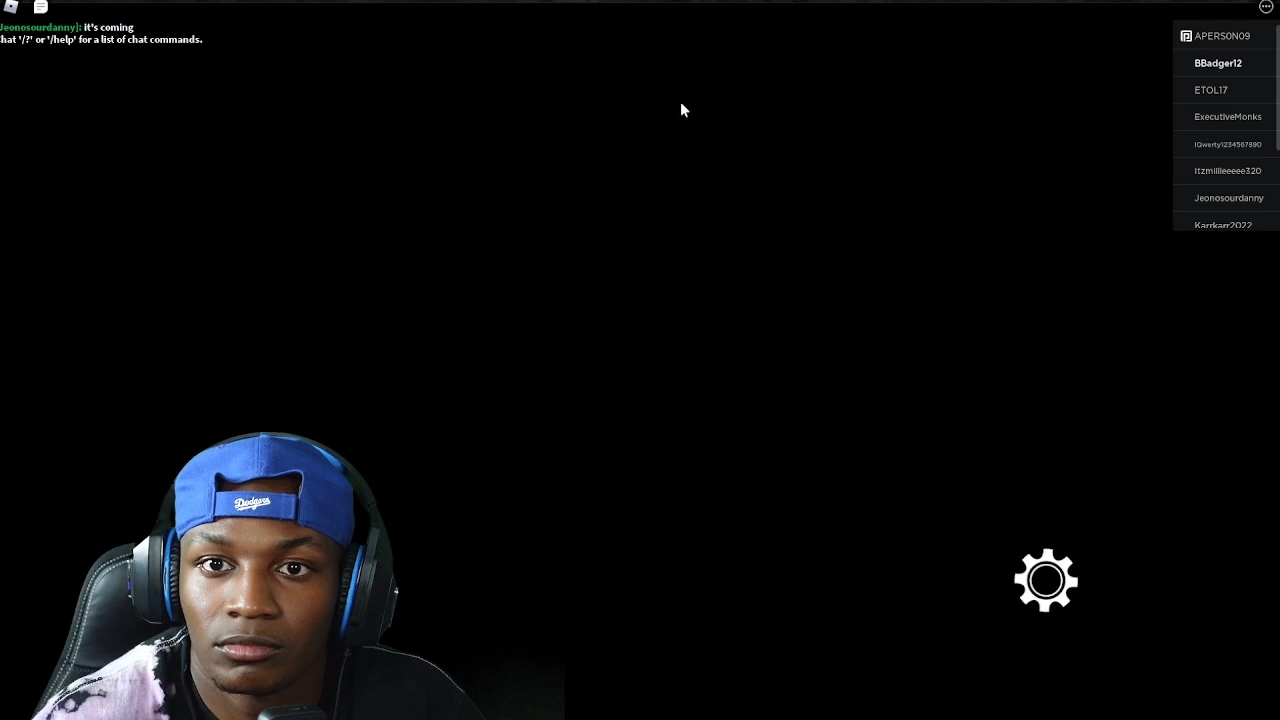 Jeonosourdanny]: it's coming
hat '/?' or '/help' for a list of chat commands.
APERSON09
BBadger12
ETOL17
ExecutiveMonks
IQwerty1234567890
Itzmillieeeee320
Jeonosourdanny
Karrkarr2022
Dodgers